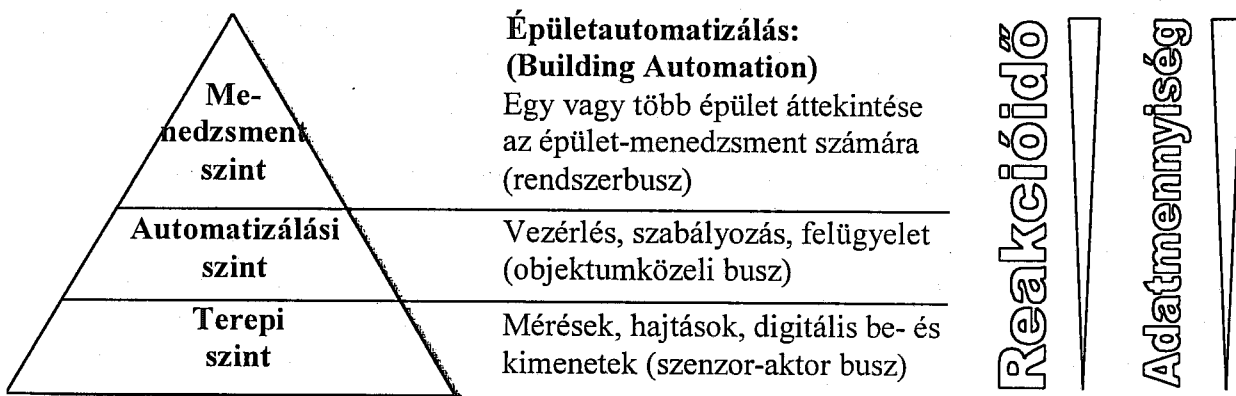 Me-
nedzsment
szint
Automatizálási
szint
Terepi
szint
Épületautomatizálás:
(Building Automation)
Egy vagy több épület áttekintése
az épület-menedzsment számára
(rendszerbusz)
Vezérlés, szabályozás, felügyelet
(objektumközeli busz)
Mérések, hajtások, digitális be- és
kimenetek (szenzor-aktor busz)
Reakcióidő
Adatmennyiség